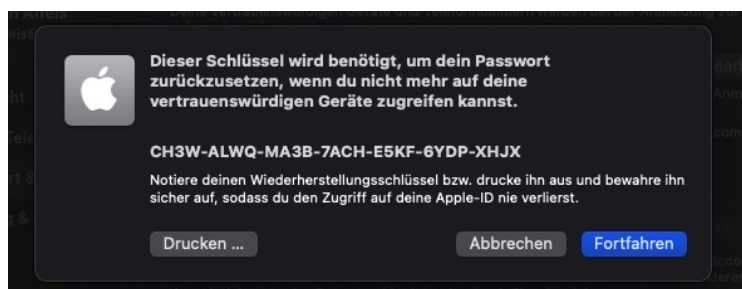 Dieser Schlüssel wird benötigt, um dein Passwort
zurückzusetzen, wenn du nicht mehr auf deine
vertrauenswürdigen Geräte zugreifen kannst.
CH3W-ALWQ-MA3B-7ACH-E5KF-6YDP-XHJX
Notiere deinen Wiederherstellungsschlüssel bzw. drucke ihn aus und bewahre ihn
sicher auf, sodass du den Zugriff auf deine Apple-ID nie verlierst.
Drucken ...
Abbrechen
Fortfahren